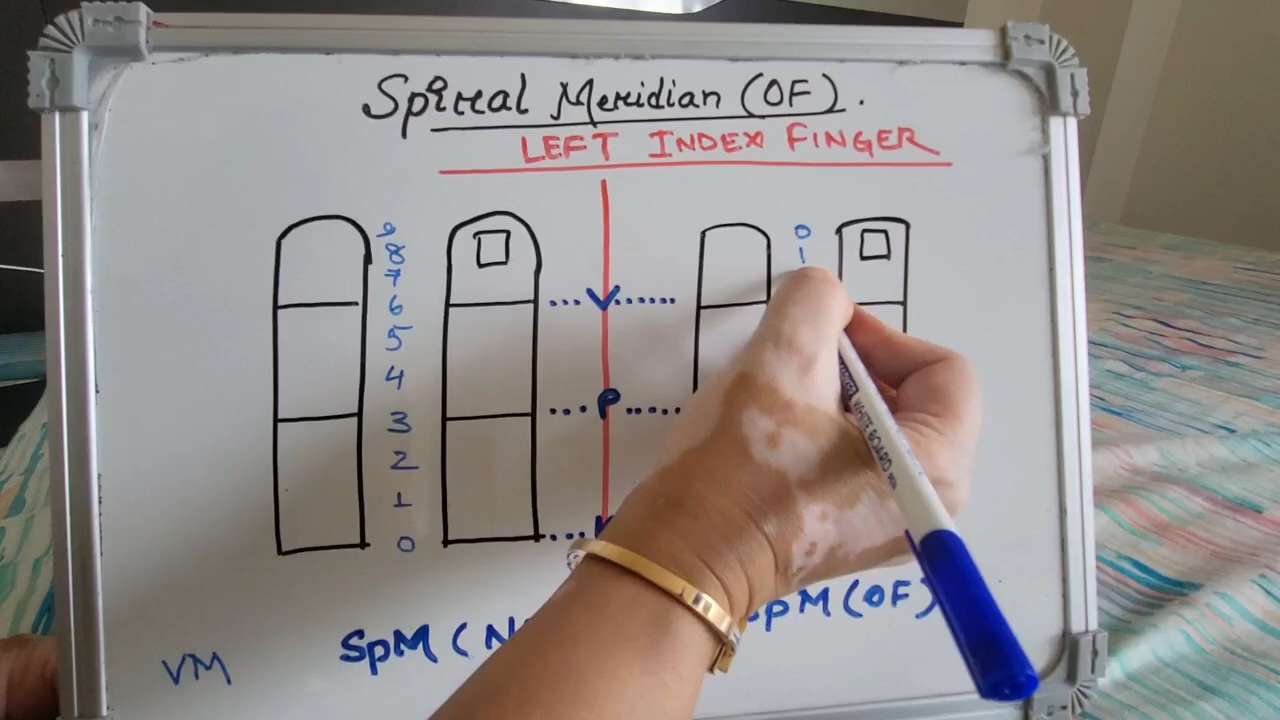 Spiral Meridian (OF).
LEFT INDEX FINGER
9
8
7
6
5
4
3
2
1
0
V
P
0
1
SpM (N
SpM (OF)
VM
WHITE BOARD